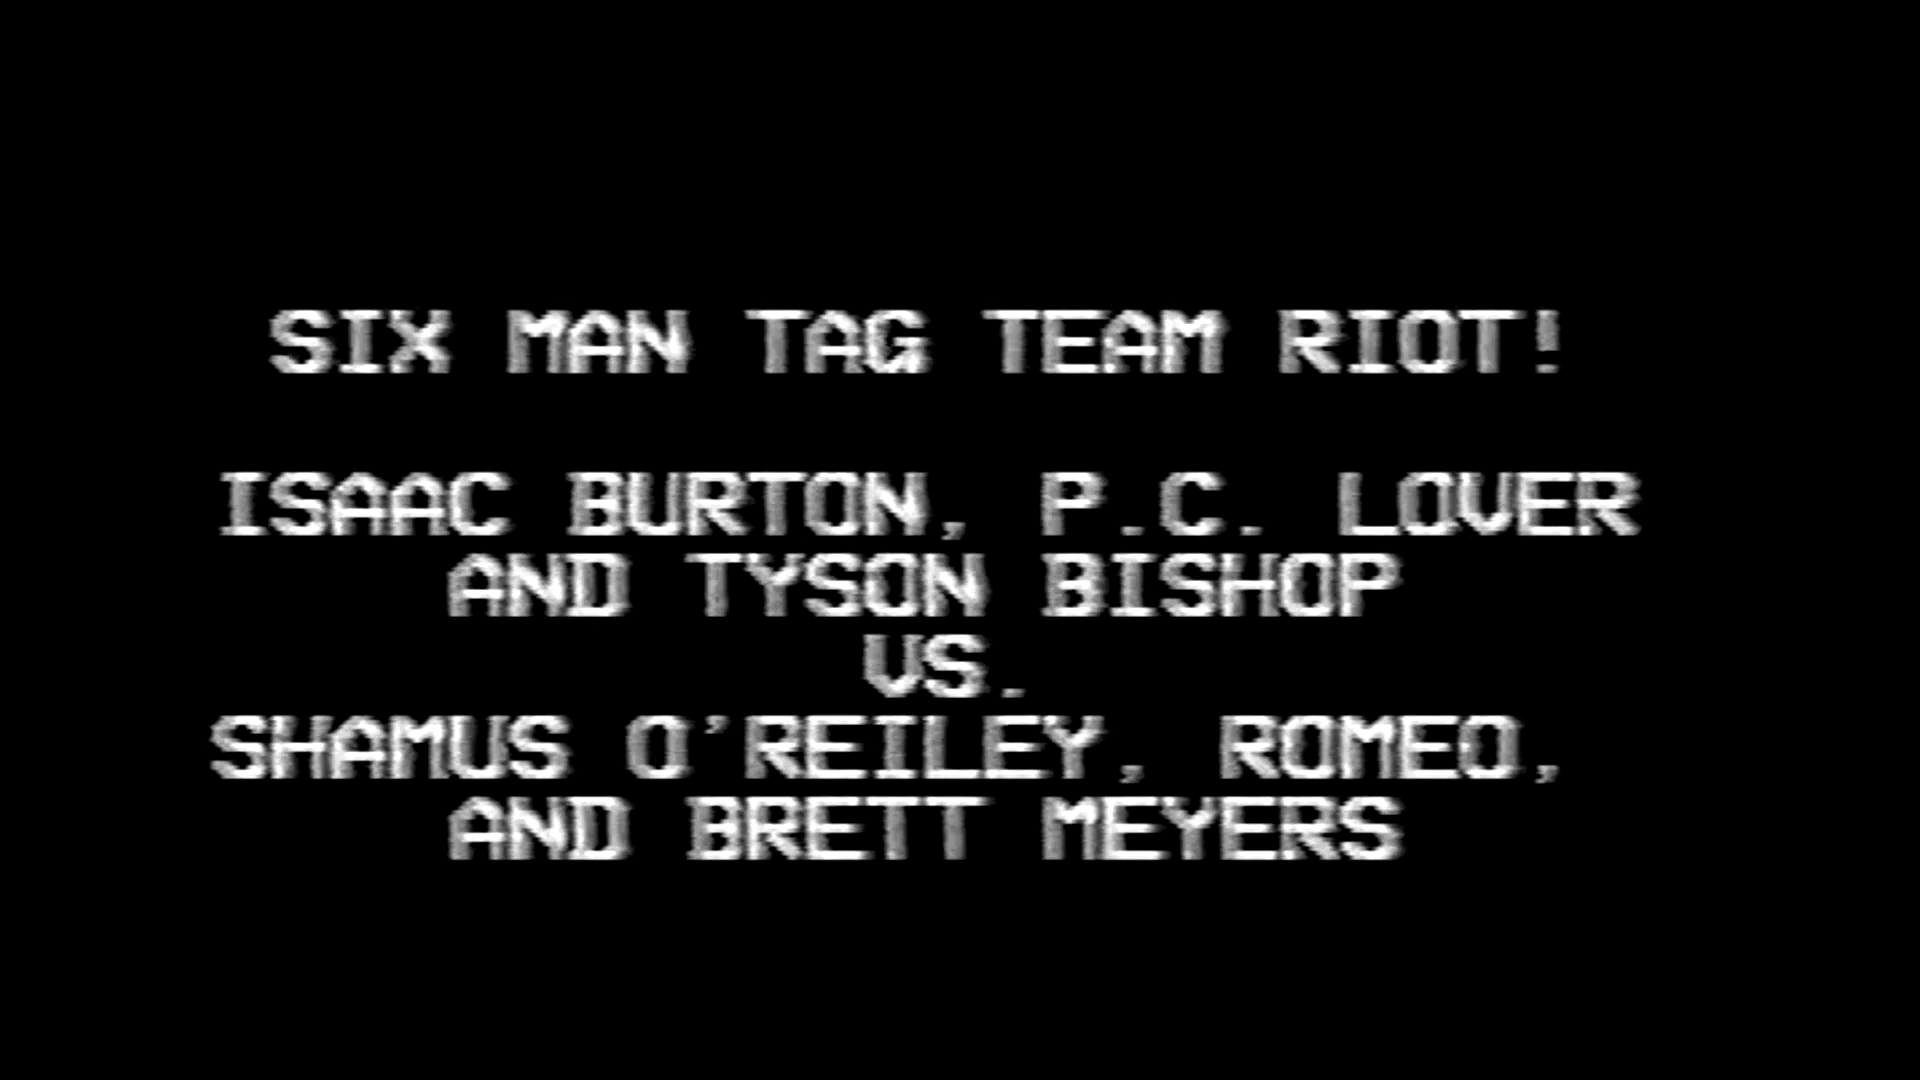 SIX MAN TAG TEAM RIOT!
ISAAC BURTON, P.C. LOVER
AND TYSON BISHOP
VS.
SHAMUS O'REILEY, ROMEO,
AND BRETT MEYERS